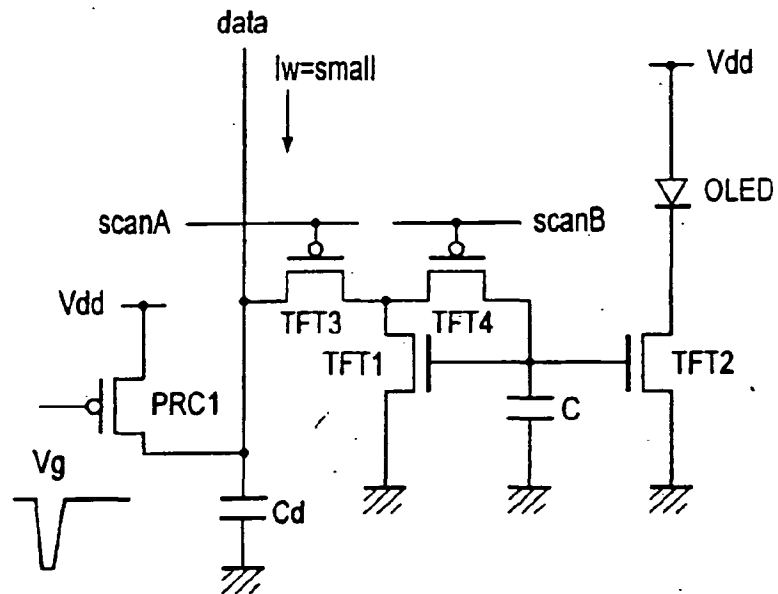 data
Iw=small
Vdd
OLED
scanA
scanB
Vdd
TFT3
TFT4
TFT1
TFT2
PRC1
C
Vg
Cd